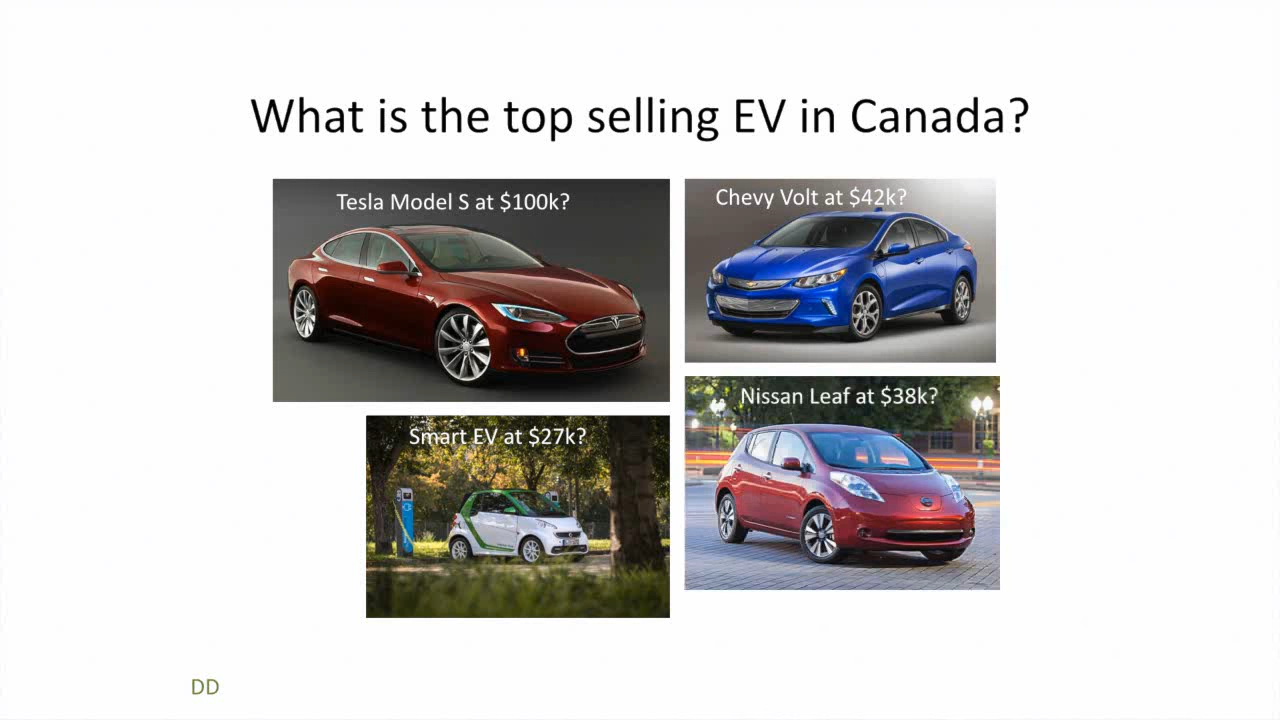 What is the top selling EV in Canada?
Tesla Model S at $100k?
Chevy Volt at $42k?
Smart EV at $27k?
Nissan Leaf at $38k?
DD